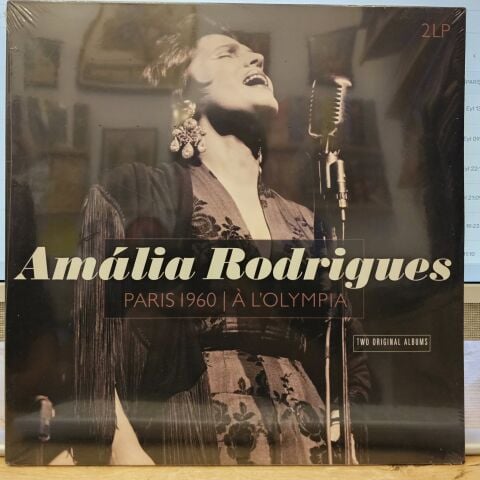 2LP
Amália Rodrigues
PARIS 1960 | À L'OLYMPIA
TWO ORIGINAL ALBUMS